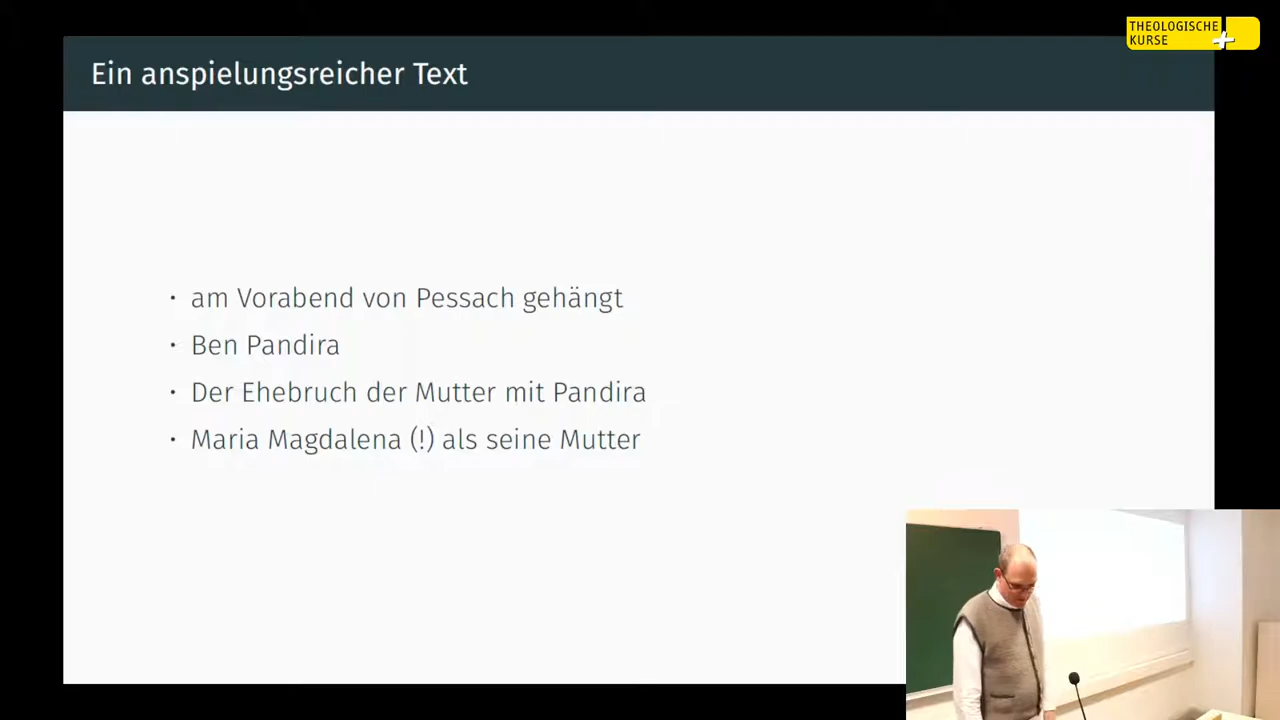 THEOLOGISCHE
KURSE
Ein anspielungsreicher Text
• am Vorabend von Pessach gehängt
• Ben Pandira
• Der Ehebruch der Mutter mit Pandira
• Maria Magdalena (!) als seine Mutter